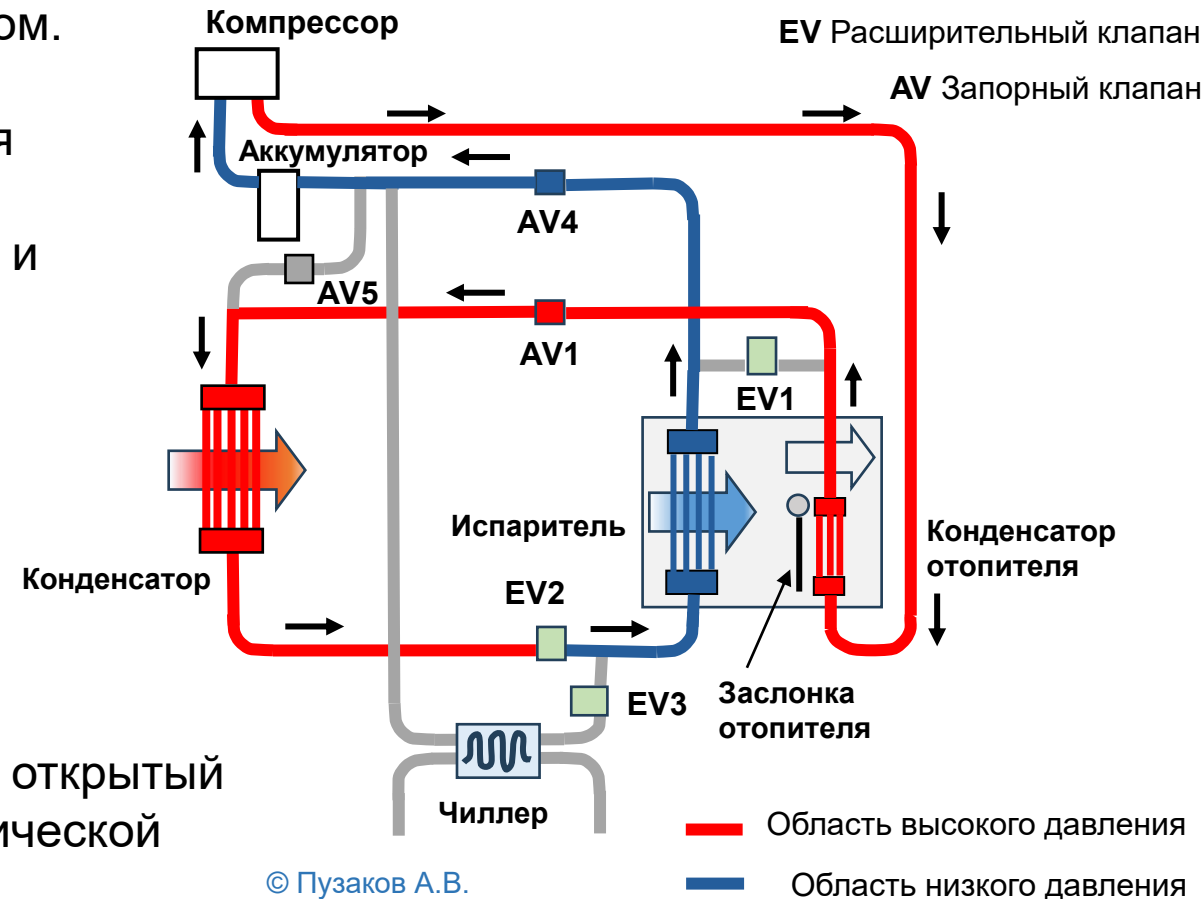 ом.
Компрессор
EV Расширительный клапан
AV Запорный клапан
я
Аккумулятор
AV4
и
AV5
AV1
EV1
Испаритель
Конденсатор
отопителя
Конденсатор
EV2
EV3
Заслонка
отопителя
открытый
Чиллер
ической
Область высокого давления
© Пузаков А.В.
Область низкого давления